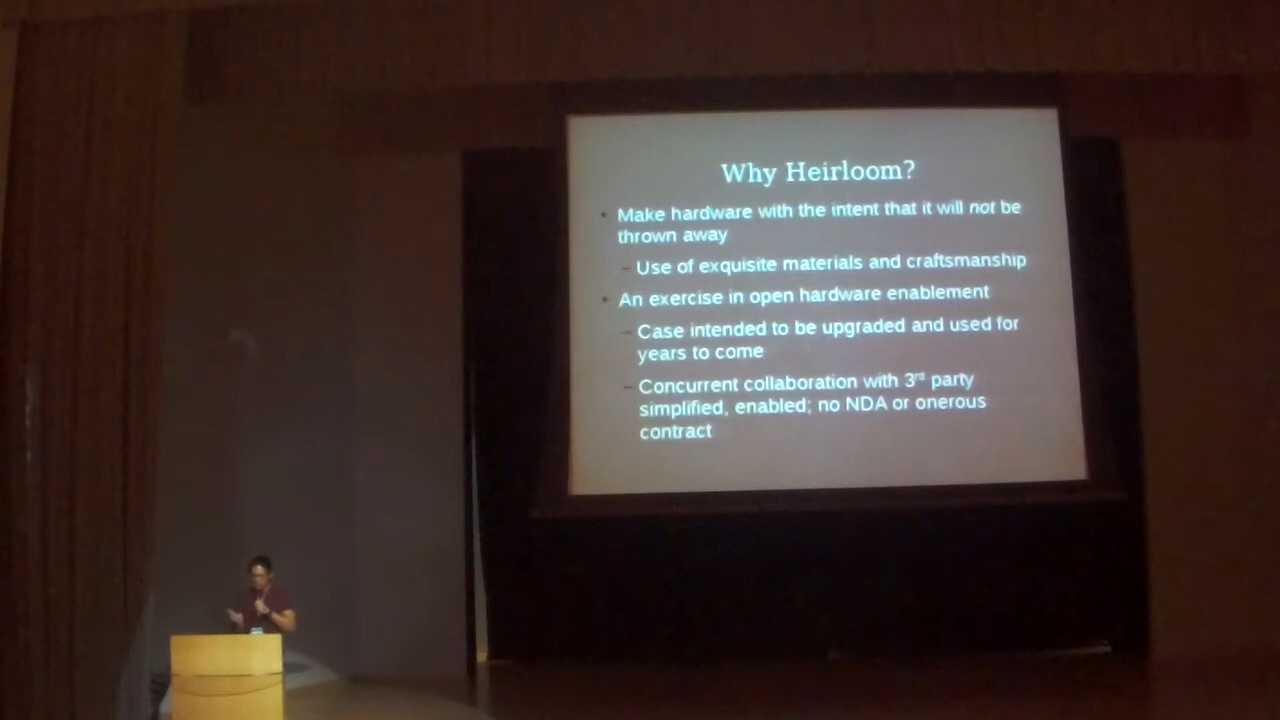 Why Heirloom?
• Make hardware with the intent that it will not be
thrown away
– Use of exquisite materials and craftsmanship
• An exercise in open hardware enablement
– Case intended to be upgraded and used for
years to come
– Concurrent collaboration with 3rd party
simplified, enabled; no NDA or onerous
contract